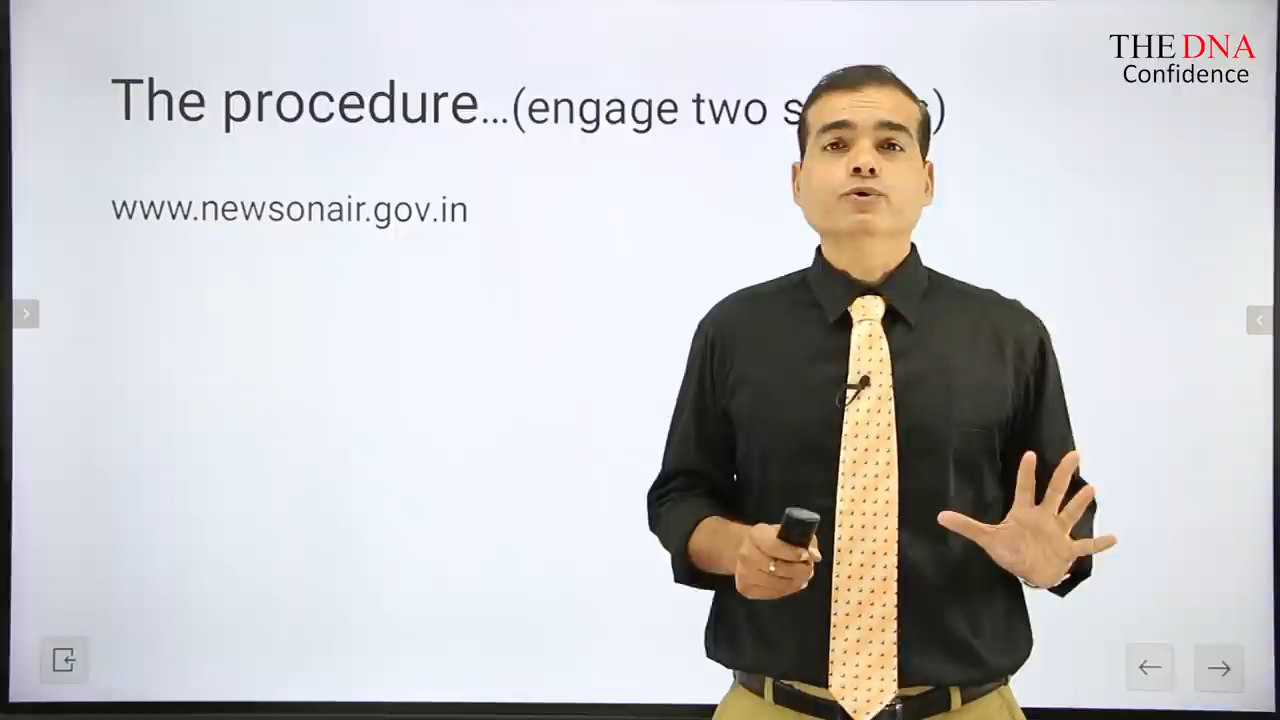 THE DNA
Confidence
The procedure...(engage two
www.newsonair.gov.in